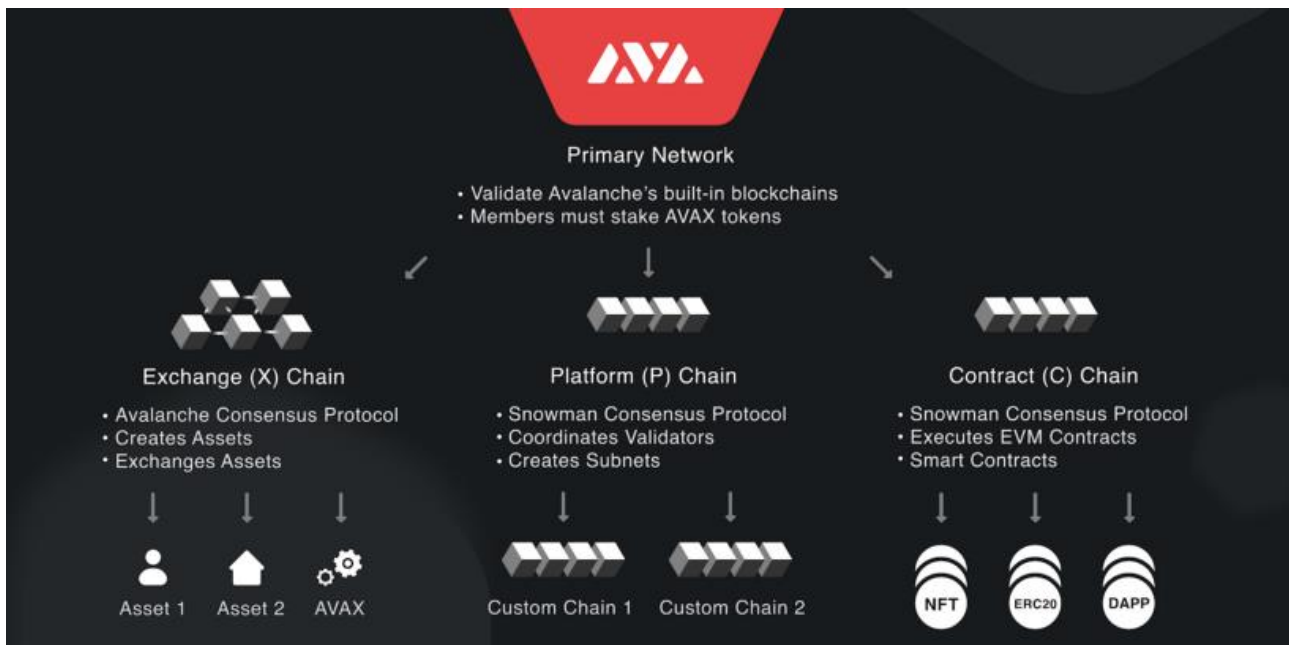 AVA
Primary Network
• Validate Avalanche's built-in blockchains
• Members must stake AVAX tokens
Exchange (X) Chain
• Avalanche Consensus Protocol
• Creates Assets
• Exchanges Assets
Asset 1
Asset 2
AVAX
Platform (P) Chain
• Snowman Consensus Protocol
• Coordinates Validators
• Creates Subnets
Custom Chain 1
Custom Chain 2
Contract (C) Chain
• Snowman Consensus Protocol
• Executes EVM Contracts
• Smart Contracts
NFT
ERC20
DAPP